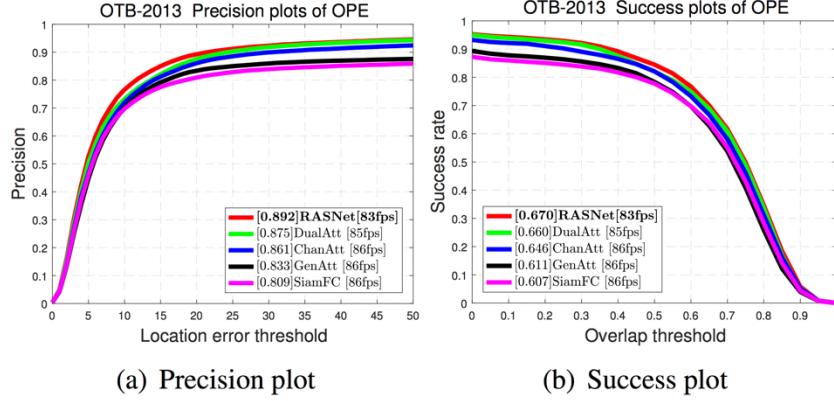 OTB-2013 Precision plots of OPE
1
0.9
0.8
0.7
0.6
0.5
0.4
0.3
0.2
0.1
0
Precision
[0.892]RASNet[83fps]
[0.875]DualAtt [85fps]
[0.861]ChanAtt [86fps]
[0.833]GenAtt [86fps]
[0.809]SiamFC [86fps]
0 5 10 15 20 25 30 35 40 45 50
Location error threshold
(a) Precision plot
OTB-2013 Success plots of OPE
1
0.9
0.8
0.7
0.6
0.5
0.4
0.3
0.2
0.1
0
Success rate
[0.670]RASNet[83fps]
[0.660]DualAtt [85fps]
[0.646]ChanAtt [86fps]
[0.611]GenAtt [86fps]
[0.607]SiamFC [86fps]
0 0.1 0.2 0.3 0.4 0.5 0.6 0.7 0.8 0.9
Overlap threshold
(b) Success plot